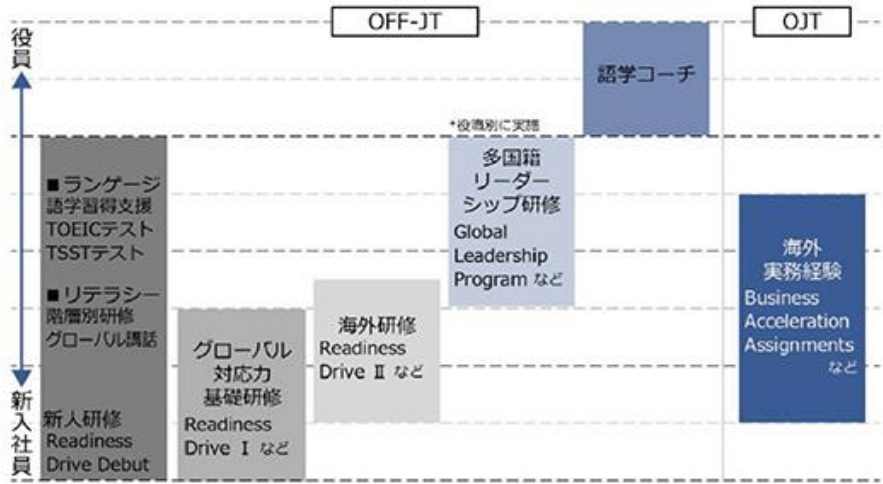 OFF-JT
OJT
役員
新入社員
■ランゲージ
語学習得支援
TOEICテスト
TSSTテスト
■リテラシー
階層別研修
グローバル講話
新人研修
Readiness
Drive Debut
グローバル
対応力
基礎研修
Readiness
Drive Ⅰ など
海外研修
Readiness
Drive Ⅱ など
*役職別に実施
多国籍
リーダー
シップ研修
Global
Leadership
Program など
語学コーチ
海外
実務経験
Business
Acceleration
Assignments
など